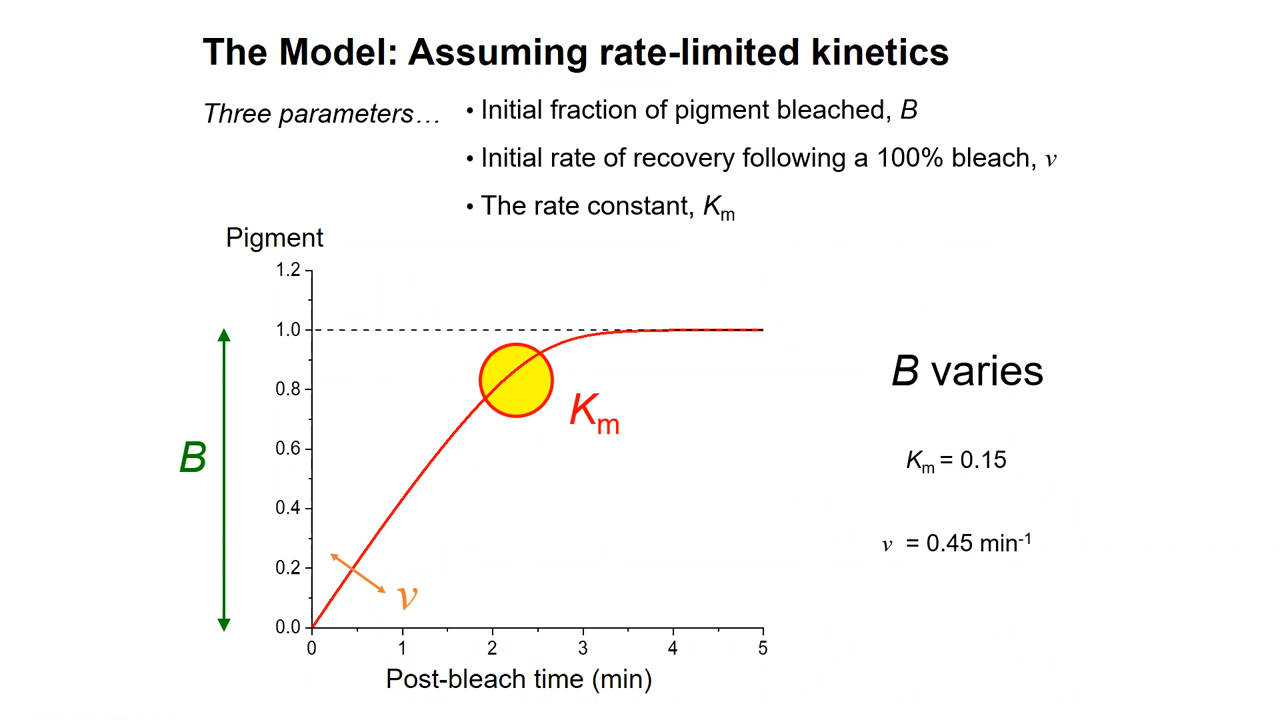 The Model: Assuming rate-limited kinetics
Three parameters…
• Initial fraction of pigment bleached, B
• Initial rate of recovery following a 100% bleach, ν
• The rate constant, Km
Pigment
1.2
1.0
0.8
0.6
0.4
0.2
0.0
0 1 2 3 4 5
Post-bleach time (min)
B
Km
ν
B varies
Km = 0.15
ν = 0.45 min-1